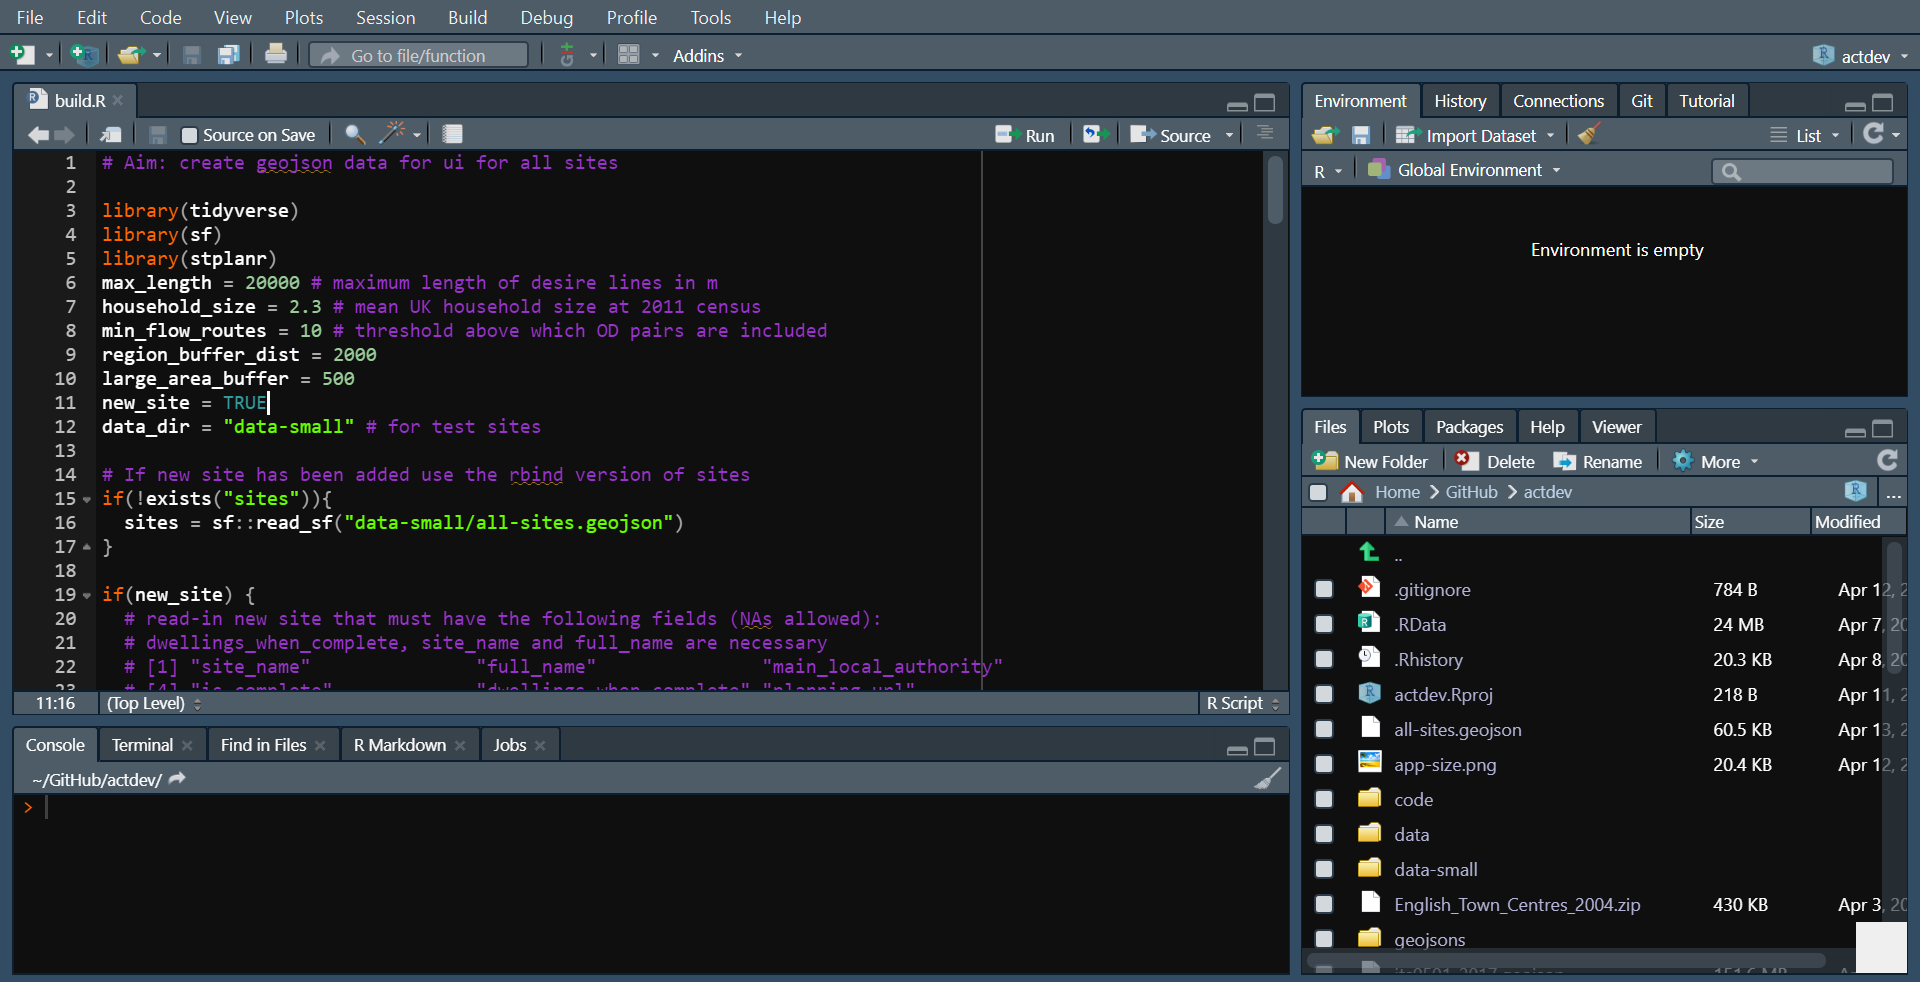 File Edit Code View Plots Session Build Debug Profile Tools Help
Go to file/function Addins actdev
build.R
Source on Save Run Source
1 # Aim: create geojson data for ui for all sites
2
3 library(tidyverse)
4 library(sf)
5 library(stplanr)
6 max_length = 20000 # maximum length of desire lines in m
7 household_size = 2.3 # mean UK household size at 2011 census
8 min_flow_routes = 10 # threshold above which OD pairs are included
9 region_buffer_dist = 2000
10 large_area_buffer = 500
11 new_site = TRUE
12 data_dir = "data-small" # for test sites
13
14 # If new site has been added use the rbind version of sites
15 if(!exists("sites")){
16 sites = sf::read_sf("data-small/all-sites.geojson")
17 }
18
19 if(new_site) {
20 # read-in new site that must have the following fields (NAs allowed):
21 # dwellings_when_complete, site_name and full_name are necessary
22 # [1] "site_name" "full_name" "main_local_authority"
23 # [4] "is_complete" "dwellings_when_complete" "planning_url"
11:16 (Top Level) R Script
Console Terminal Find in Files R Markdown Jobs
~/GitHub/actdev/
>
Environment History Connections Git Tutorial
Import Dataset List
R Global Environment
Environment is empty
Files Plots Packages Help Viewer
New Folder Delete Rename More
Home GitHub actdev ...
Name Size Modified
..
.gitignore 784 B Apr 12, 2
.RData 24 MB Apr 7, 20
.Rhistory 20.3 KB Apr 8, 20
actdev.Rproj 218 B Apr 11, 2
all-sites.geojson 60.5 KB Apr 13, 2
app-size.png 20.4 KB Apr 12, 2
code
data
data-small
English_Town_Centres_2004.zip 430 KB Apr 3, 20
geojsons